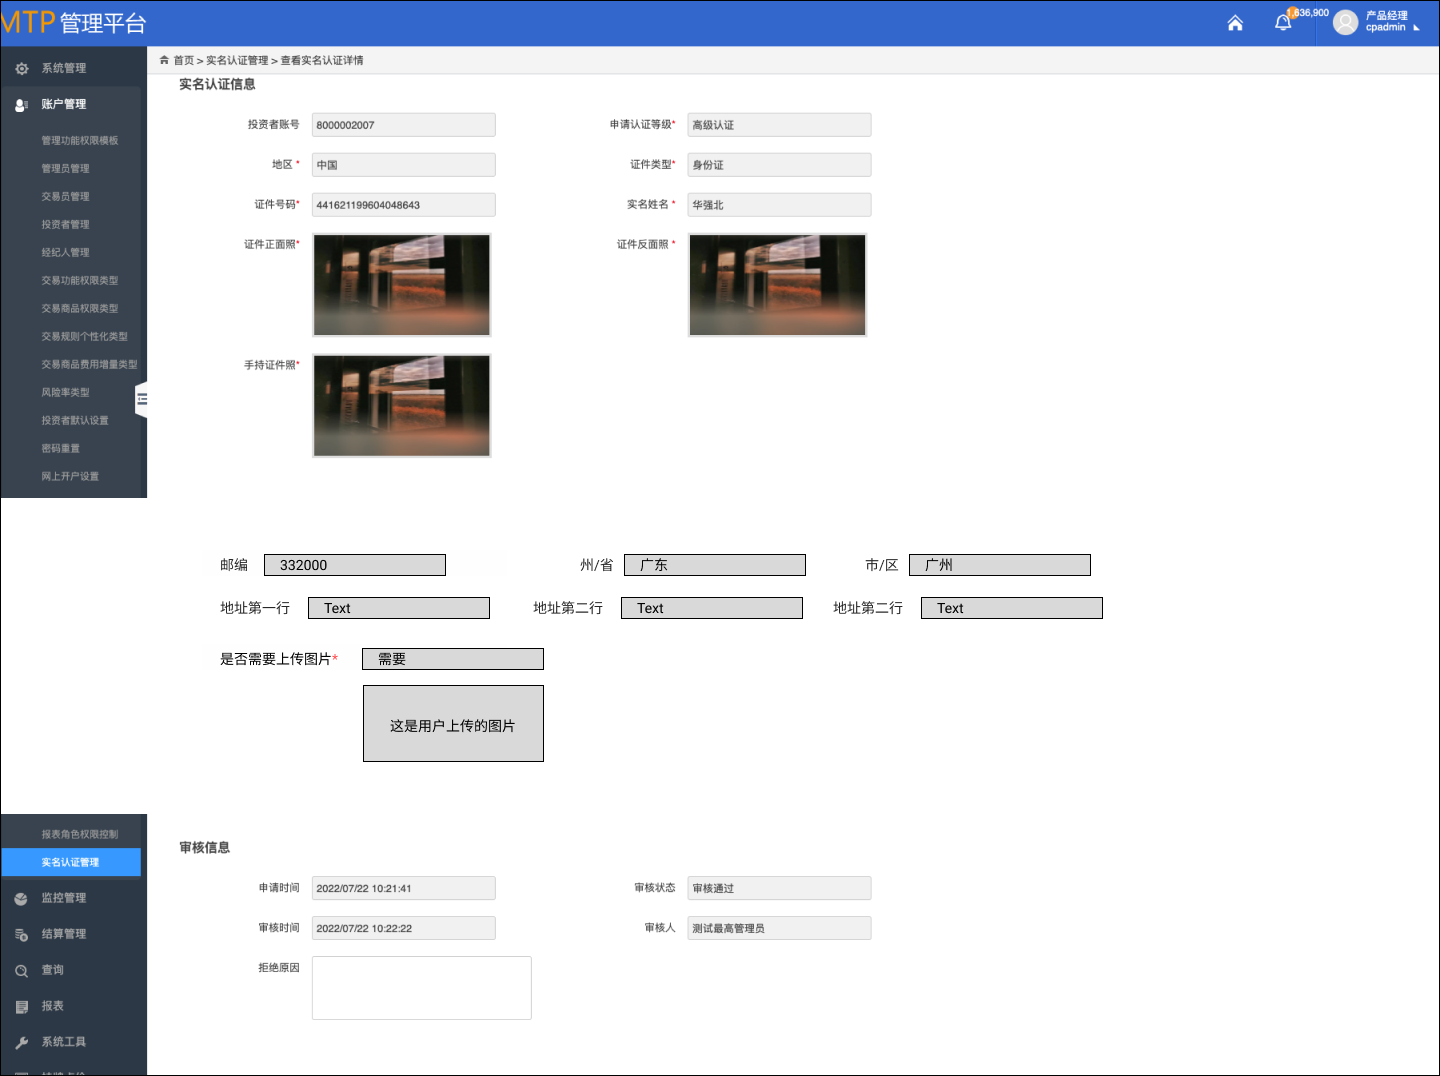 MTP 管理平台
1,636,900
产品经理
cpadmin
系统管理
账户管理
管理功能权限模板
管理员管理
交易员管理
投资者管理
经纪人管理
交易功能权限类型
交易商品权限类型
交易规则个性化类型
交易商品费用增量类型
风险率类型
投资者默认设置
密码重置
网上开户设置
首页 > 实名认证管理 > 查看实名认证详情
实名认证信息
投资者账号 8000002007 申请认证等级* 高级认证
地区 * 中国 证件类型* 身份证
证件号码* 441621199604048643 实名姓名 * 华强北
证件正面照* 证件反面照 *
手持证件照*
邮编 332000 州/省 广东 市/区 广州
地址第一行 Text 地址第二行 Text 地址第二行 Text
是否需要上传图片* 需要
这是用户上传的图片
报表角色权限控制
实名认证管理
监控管理
结算管理
查询
报表
系统工具
审核信息
申请时间 2022/07/22 10:21:41 审核状态 审核通过
审核时间 2022/07/22 10:22:22 审核人 测试最高管理员
拒绝原因